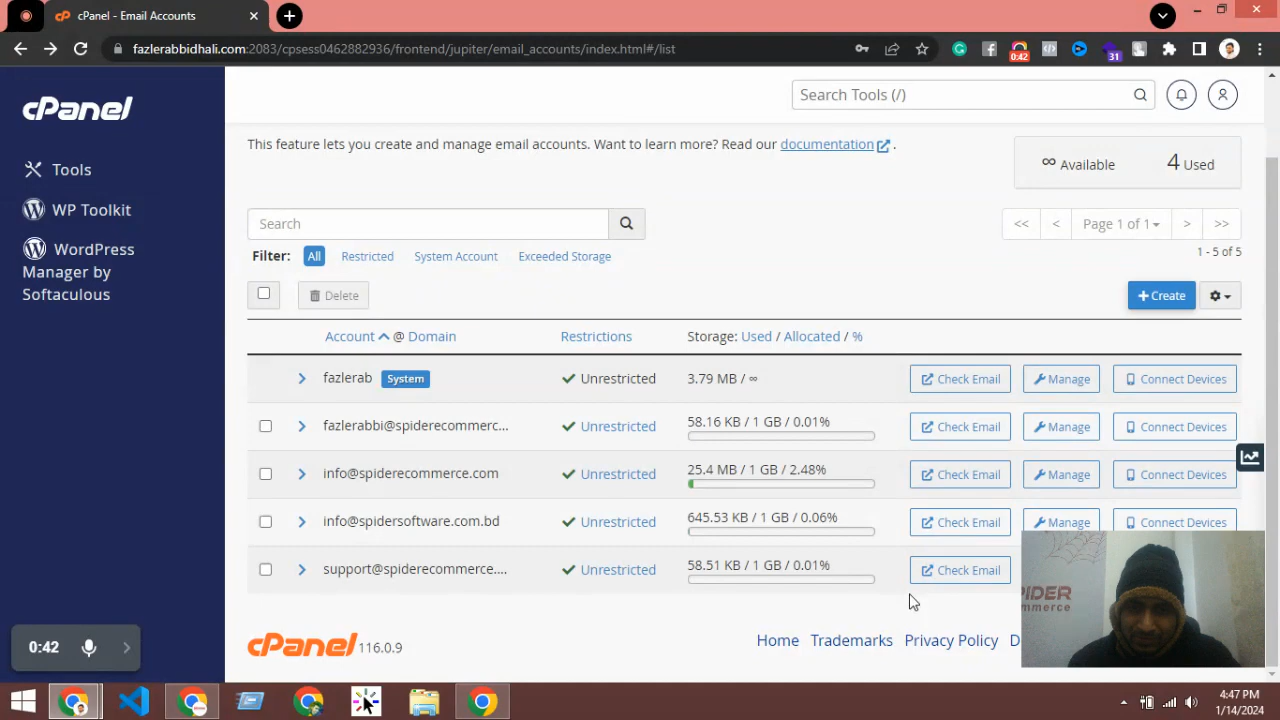 cPanel - Email Accounts
fazlerabbidhali.com:2083/cpsess0462882936/frontend/jupiter/email_accounts/index.html#/list
0:42
31
cPanel
Search Tools (/)
Tools
WP Toolkit
WordPress
Manager by
Softaculous
This feature lets you create and manage email accounts. Want to learn more? Read our documentation .
∞ Available 4 Used
Search
<< < Page 1 of 1 > >>
1 - 5 of 5
Filter: All Restricted System Account Exceeded Storage
Delete
+ Create
Account @ Domain Restrictions Storage: Used / Allocated / %
fazlerab System Unrestricted 3.79 MB / ∞ Check Email Manage Connect Devices
fazlerabbi@spiderecommerc... Unrestricted 58.16 KB / 1 GB / 0.01% Check Email Manage Connect Devices
info@spiderecommerce.com Unrestricted 25.4 MB / 1 GB / 2.48% Check Email Manage Connect Devices
info@spidersoftware.com.bd Unrestricted 645.53 KB / 1 GB / 0.06% Check Email Manage Connect Devices
support@spiderecommerce.... Unrestricted 58.51 KB / 1 GB / 0.01% Check Email
PIDER
mmerce
cPanel 116.0.9
Home Trademarks Privacy Policy D
0:42
4:47 PM
1/14/2024